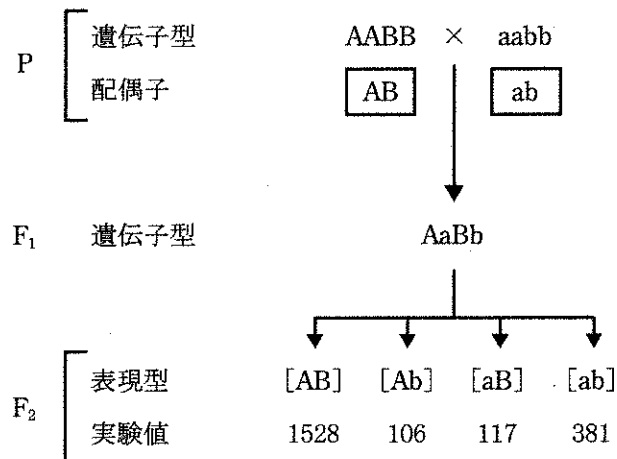 P
遺伝子型 AABB × aabb
配偶子 AB ab
F₁ 遺伝子型 AaBb
F₂
表現型 [AB] [Ab] [aB] [ab]
実験値 1528 106 117 381